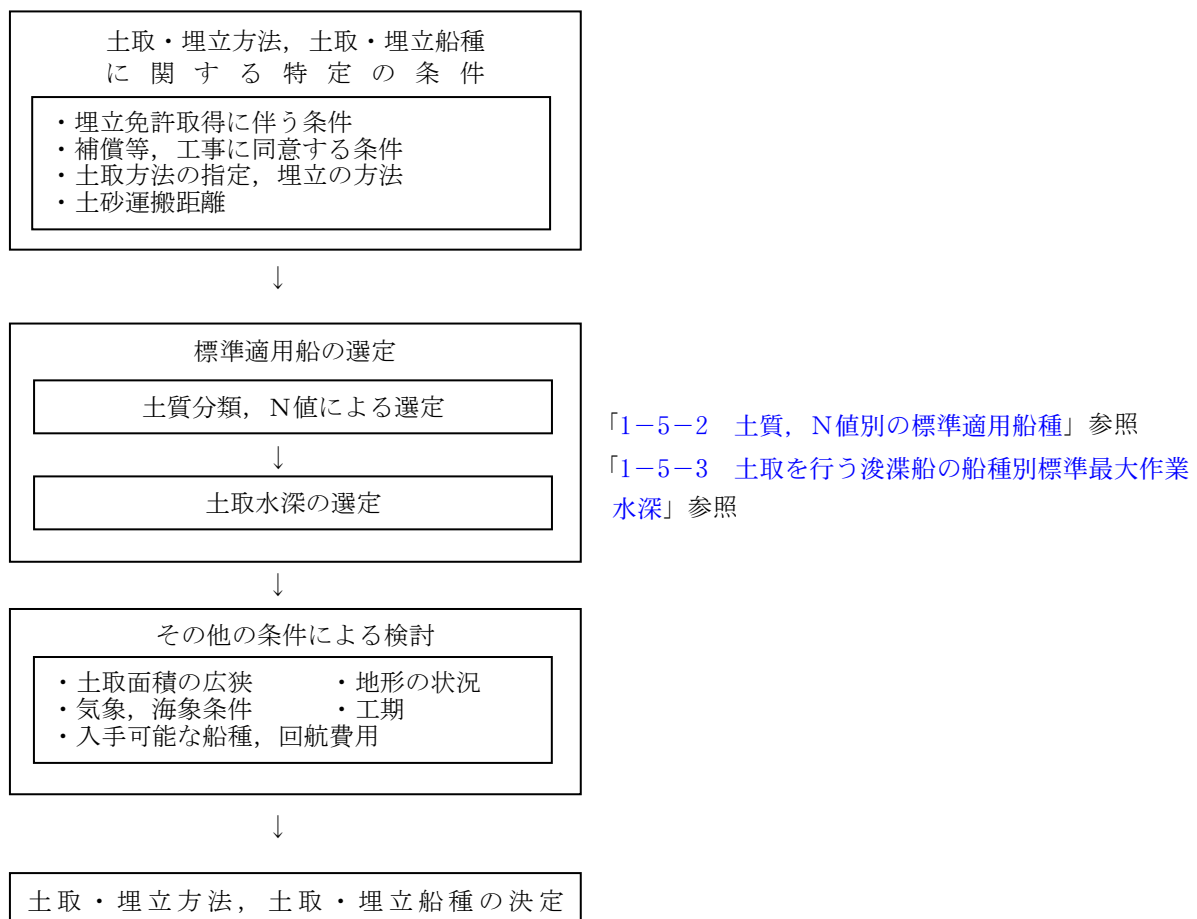 土取・埋立方法，土取・埋立船種
に関する特定の条件
・埋立免許取得に伴う条件
・補償等，工事に同意する条件
・土取方法の指定，埋立の方法
・土砂運搬距離
↓
標準適用船の選定
土質分類，Ｎ値による選定
↓
土取水深の選定
「1－5－2　土質，Ｎ値別の標準適用船種」参照
「1－5－3　土取を行う浚渫船の船種別標準最大作業
水深」参照
↓
その他の条件による検討
・土取面積の広狭　・地形の状況
・気象，海象条件　・工期
・入手可能な船種，回航費用
↓
土取・埋立方法，土取・埋立船種の決定